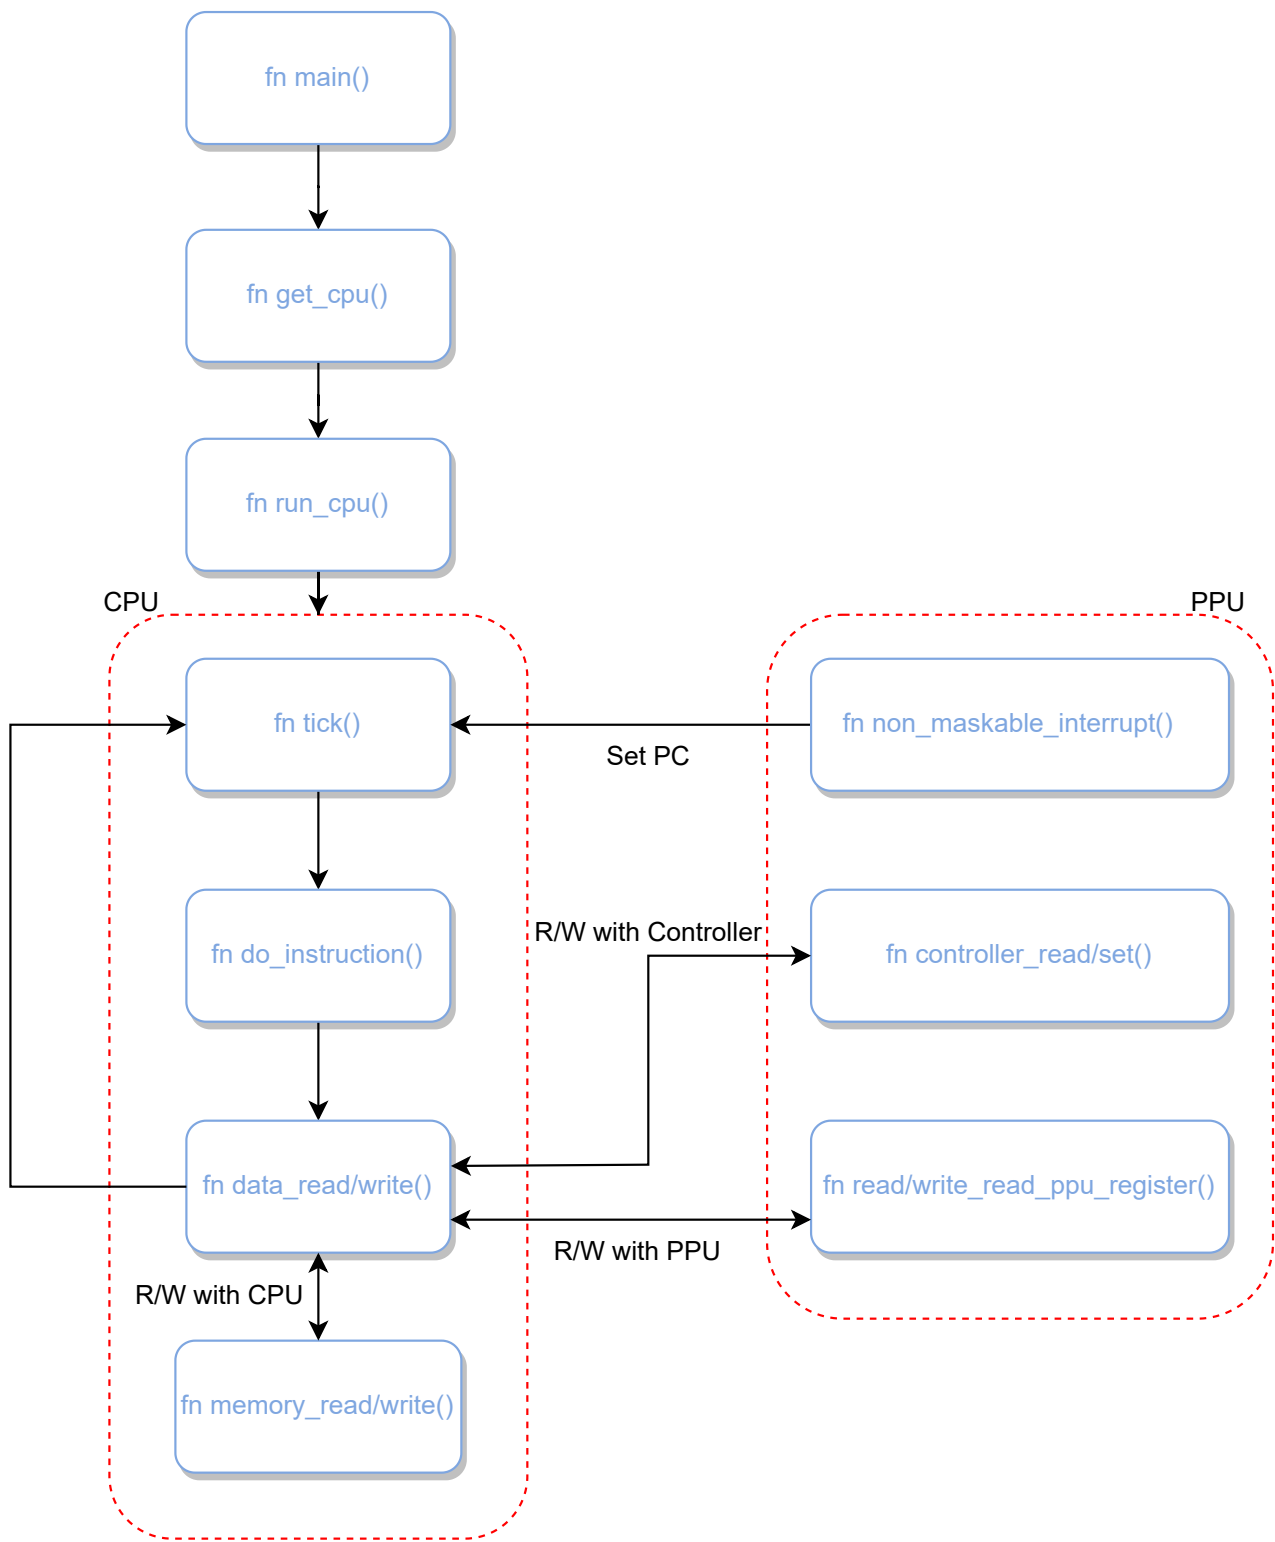 fn main()
fn get_cpu()
fn run_cpu()
CPU
PPU
fn tick()
fn non_maskable_interrupt()
Set PC
R/W with Controller
fn do_instruction()
fn controller_read/set()
fn data_read/write()
fn read/write_read_ppu_register()
R/W with PPU
R/W with CPU
fn memory_read/write()